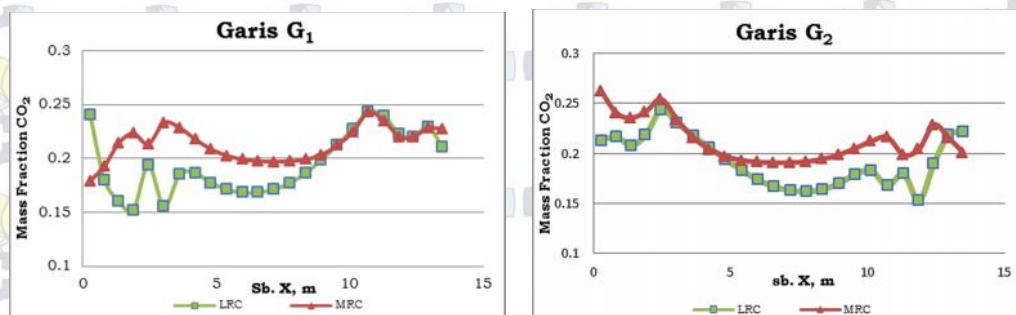 Garis G₁
Mass Fraction CO₂
0.3
0.25
0.2
0.15
0.1
0
5
10
15
Sb. X, m
LRC
MRC
Garis G₂
Mass Fraction CO₂
0.3
0.25
0.2
0.15
0.1
0
5
10
15
sb. X, m
LRC
MRC